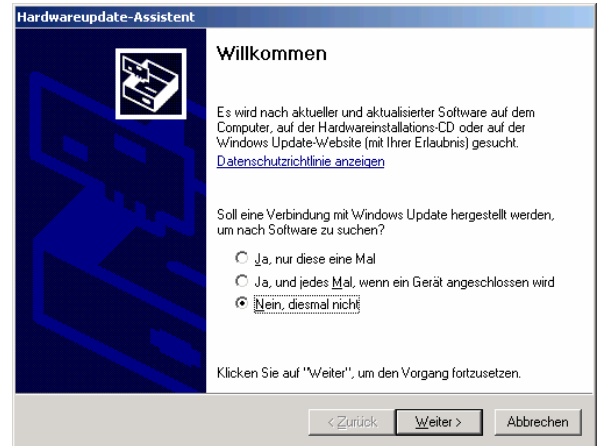 Hardwareupdate-Assistent
Willkommen
Es wird nach aktueller und aktualisierter Software auf dem
Computer, auf der Hardwareinstallations-CD oder auf der
Windows Update-Website (mit Ihrer Erlaubnis) gesucht.
Datenschutzrichtlinie anzeigen
Soll eine Verbindung mit Windows Update hergestellt werden,
um nach Software zu suchen?
Ja, nur diese eine Mal
Ja, und jedes Mal, wenn ein Gerät angeschlossen wird
Nein, diesmal nicht
Klicken Sie auf "Weiter", um den Vorgang fortzusetzen.
< Zurück Weiter > Abbrechen